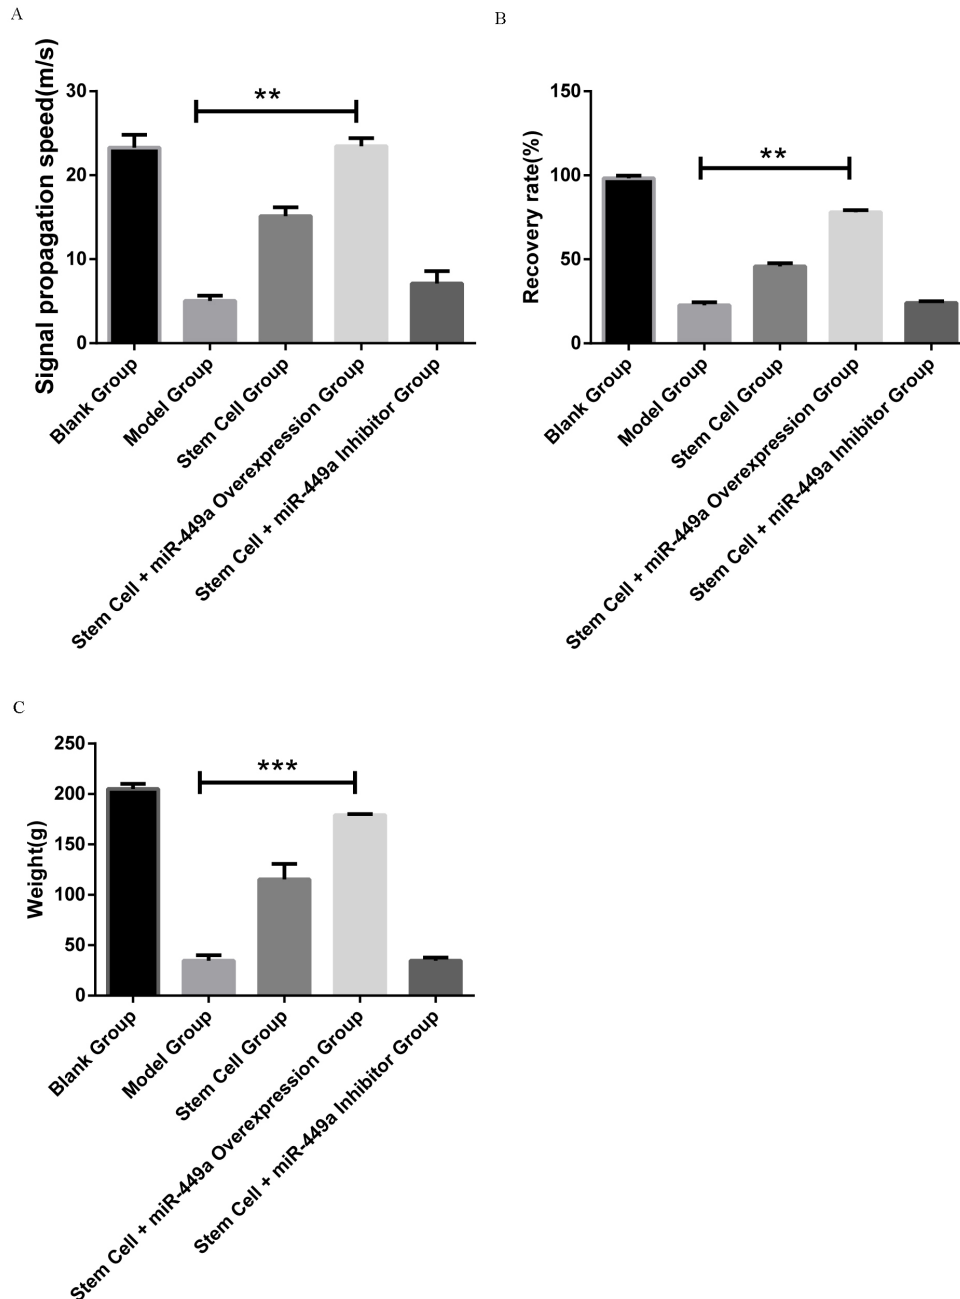 A
Signal propagation speed(m/s)
30
20
10
0
**
Blank Group
Model Group
Stem Cell Group
Stem Cell + miR-449a Overexpression Group
Stem Cell + miR-449a Inhibitor Group
B
Recovery rate(%)
150
100
50
0
**
Blank Group
Model Group
Stem Cell Group
Stem Cell + miR-449a Overexpression Group
Stem Cell + miR-449a Inhibitor Group
C
Weight(g)
250
200
150
100
50
0
***
Blank Group
Model Group
Stem Cell Group
Stem Cell + miR-449a Overexpression Group
Stem Cell + miR-449a Inhibitor Group